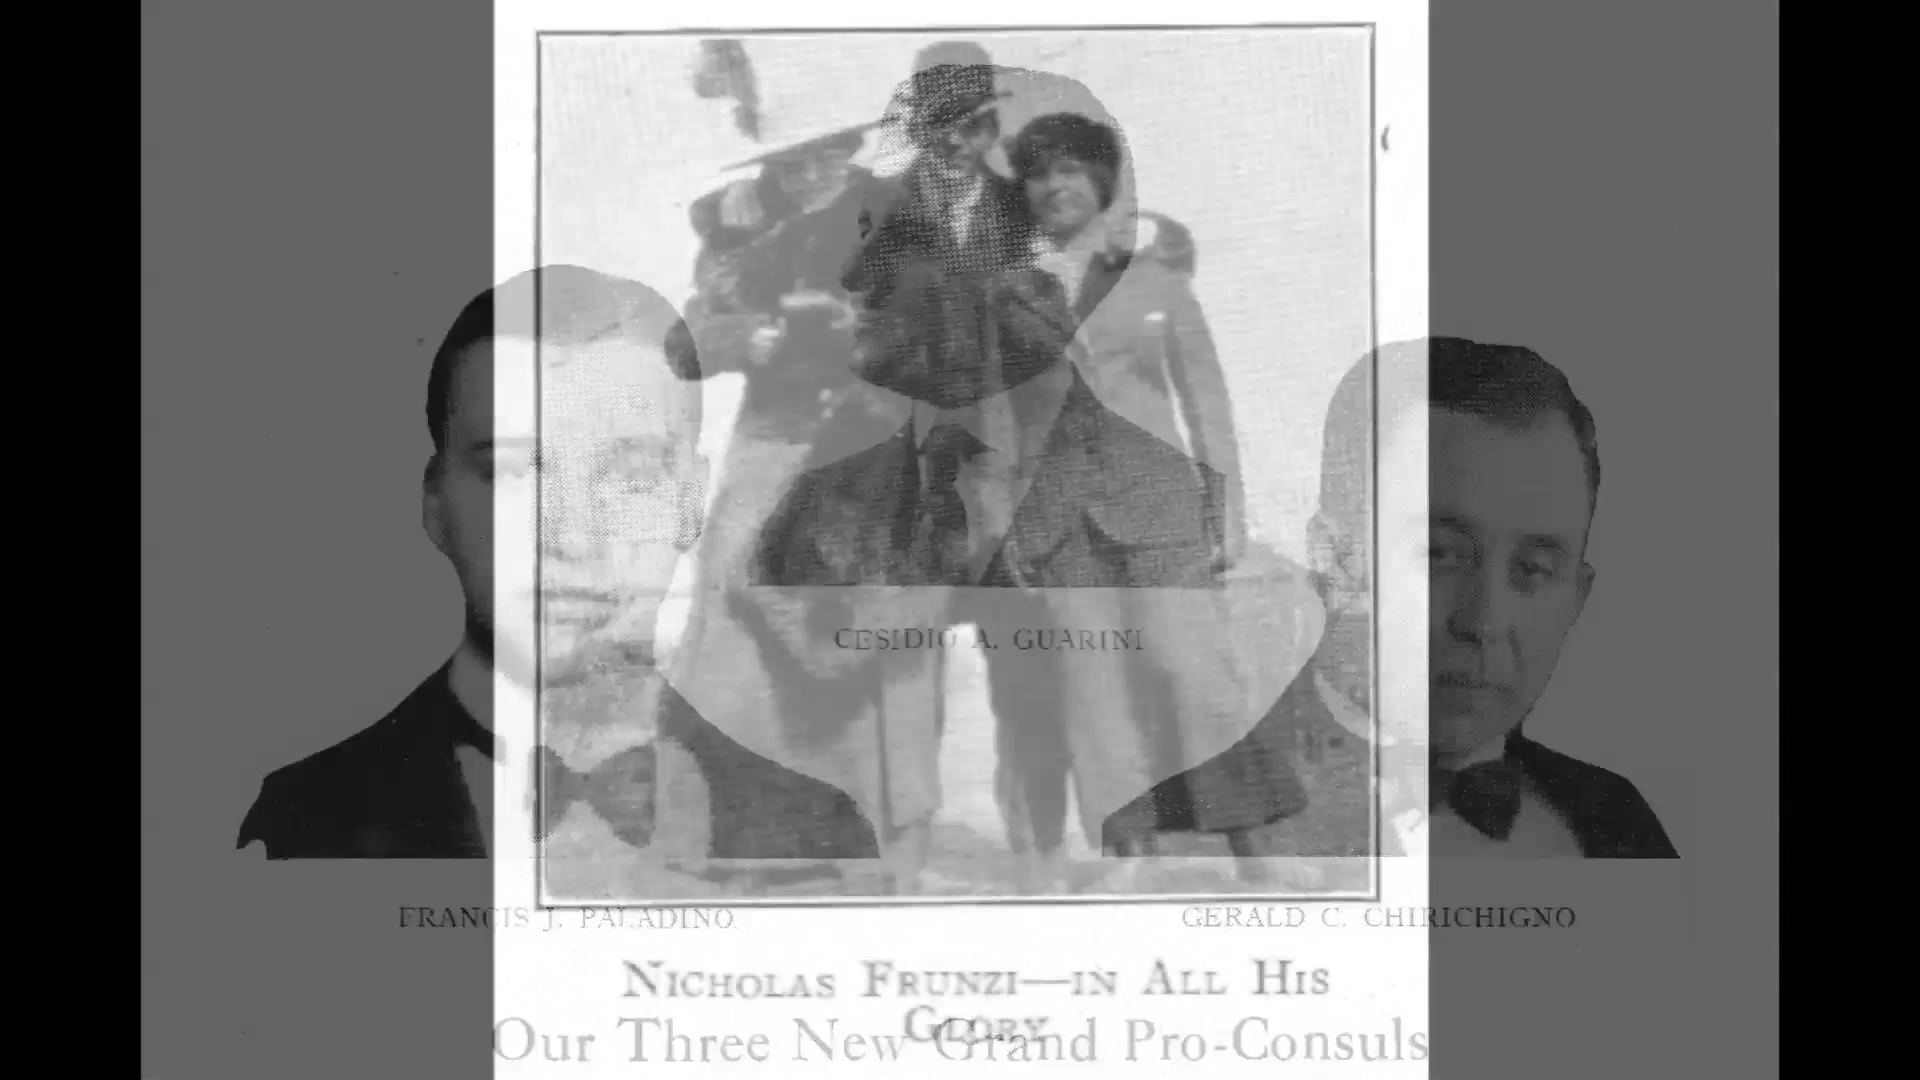 CESIDIO A. GUARINI
FRANCIS J. PALADINO
GERALD C. CHIRICHIGNO
NICHOLAS FRUNZI—IN ALL HIS
GLORY
Our Three New Grand Pro-Consuls